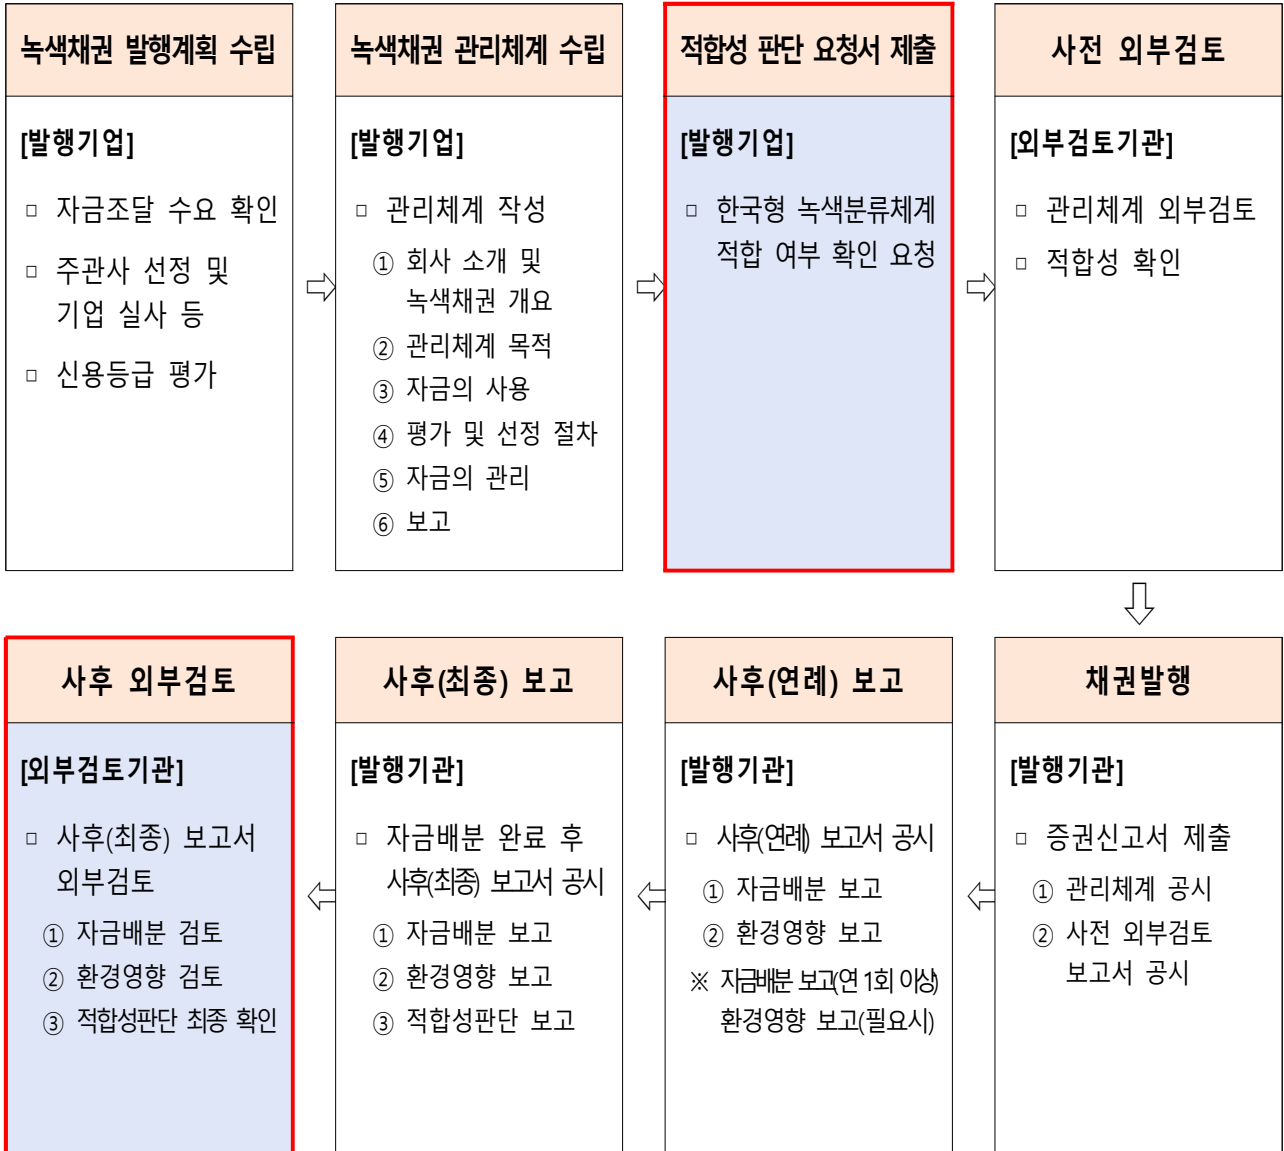 녹색채권 발행계획 수립
[발행기업]
▫ 자금조달 수요 확인
▫ 주관사 선정 및
기업 실사 등
▫ 신용등급 평가
녹색채권 관리체계 수립
[발행기업]
▫ 관리체계 작성
① 회사 소개 및
녹색채권 개요
② 관리체계 목적
③ 자금의 사용
④ 평가 및 선정 절차
⑤ 자금의 관리
⑥ 보고
적합성 판단 요청서 제출
[발행기업]
▫ 한국형 녹색분류체계
적합 여부 확인 요청
사전 외부검토
[외부검토기관]
▫ 관리체계 외부검토
▫ 적합성 확인
채권발행
[발행기관]
▫ 증권신고서 제출
① 관리체계 공시
② 사전 외부검토
보고서 공시
사후(연례) 보고
[발행기관]
▫ 사후(연례) 보고서 공시
① 자금배분 보고
② 환경영향 보고
※ 자금배분 보고(연 1회 이상)
환경영향 보고(필요시)
사후(최종) 보고
[발행기관]
▫ 자금배분 완료 후
사후(최종) 보고서 공시
① 자금배분 보고
② 환경영향 보고
③ 적합성판단 보고
사후 외부검토
[외부검토기관]
▫ 사후(최종) 보고서
외부검토
① 자금배분 검토
② 환경영향 검토
③ 적합성판단 최종 확인